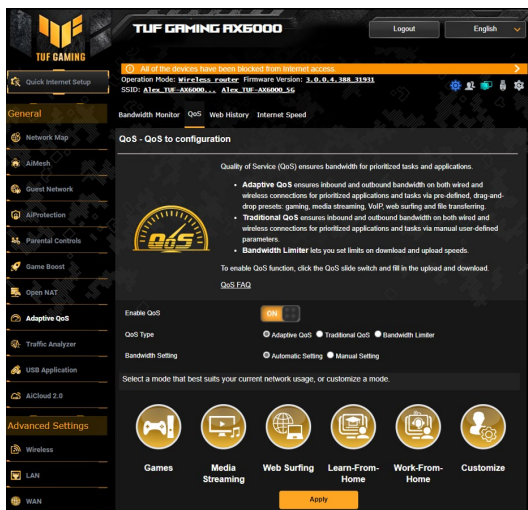 TUF GAMING
TUF GAMING AX6000
Logout
English
All of the devices have been blocked from Internet access.
Quick Internet Setup
Operation Mode: Wireless router Firmware Version: 3.0.0.4.388_31931
SSID: Alex_TUF-AX6000... Alex_TUF-AX6000_5G
General
Network Map
AiMesh
Guest Network
AiProtection
Parental Controls
Game Boost
Open NAT
Adaptive QoS
Traffic Analyzer
USB Application
AiCloud 2.0
Advanced Settings
Wireless
LAN
WAN
Bandwidth Monitor QoS Web History Internet Speed
QoS - QoS to configuration
QoS
Quality of Service (QoS) ensures bandwidth for prioritized tasks and applications.
• Adaptive QoS ensures inbound and outbound bandwidth on both wired and
wireless connections for prioritized applications and tasks via pre-defined, drag-and-
drop presets: gaming, media streaming, VoIP, web surfing and file transferring.
• Traditional QoS ensures inbound and outbound bandwidth on both wired and
wireless connections for prioritized applications and tasks via manual user-defined
parameters.
• Bandwidth Limiter lets you set limits on download and upload speeds.
To enable QoS function, click the QoS slide switch and fill in the upload and download.
QoS FAQ
Enable QoS
ON
QoS Type
Adaptive QoS Traditional QoS Bandwidth Limiter
Bandwidth Setting
Automatic Setting Manual Setting
Select a mode that best suits your current network usage, or customize a mode.
Games
Media
Streaming
Web Surfing
Learn-From-
Home
Work-From-
Home
Customize
Apply